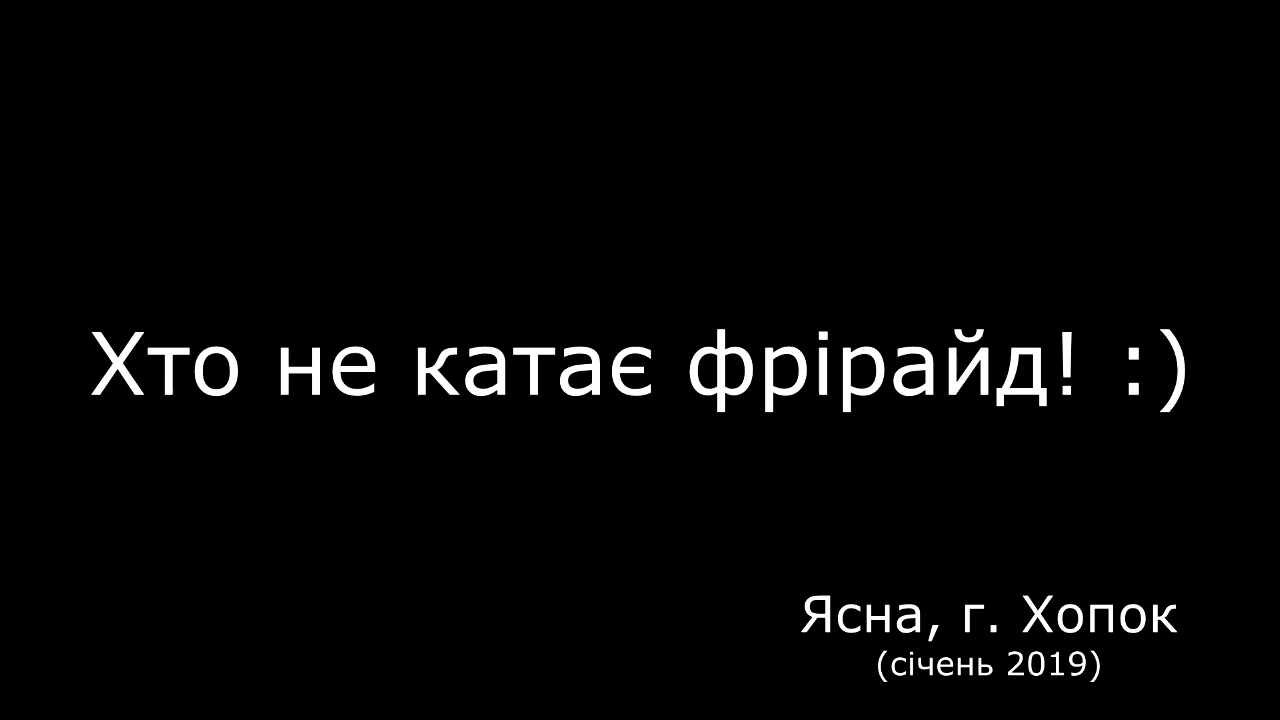 Хто не катає фрірайд! :)
Ясна, г. Хопок
(січень 2019)